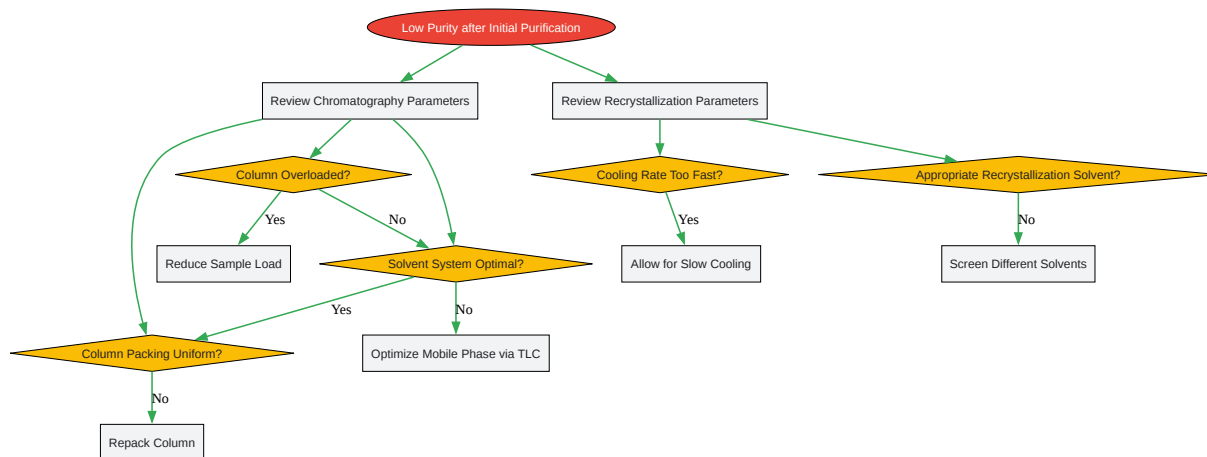 Low Purity after Initial Purification
Review Chromatography Parameters
Review Recrystallization Parameters
Column Overloaded?
Cooling Rate Too Fast?
Appropriate Recrystallization Solvent?
Yes
No
Yes
No
Reduce Sample Load
Solvent System Optimal?
Allow for Slow Cooling
Screen Different Solvents
Yes
No
Column Packing Uniform?
Optimize Mobile Phase via TLC
No
Repack Column